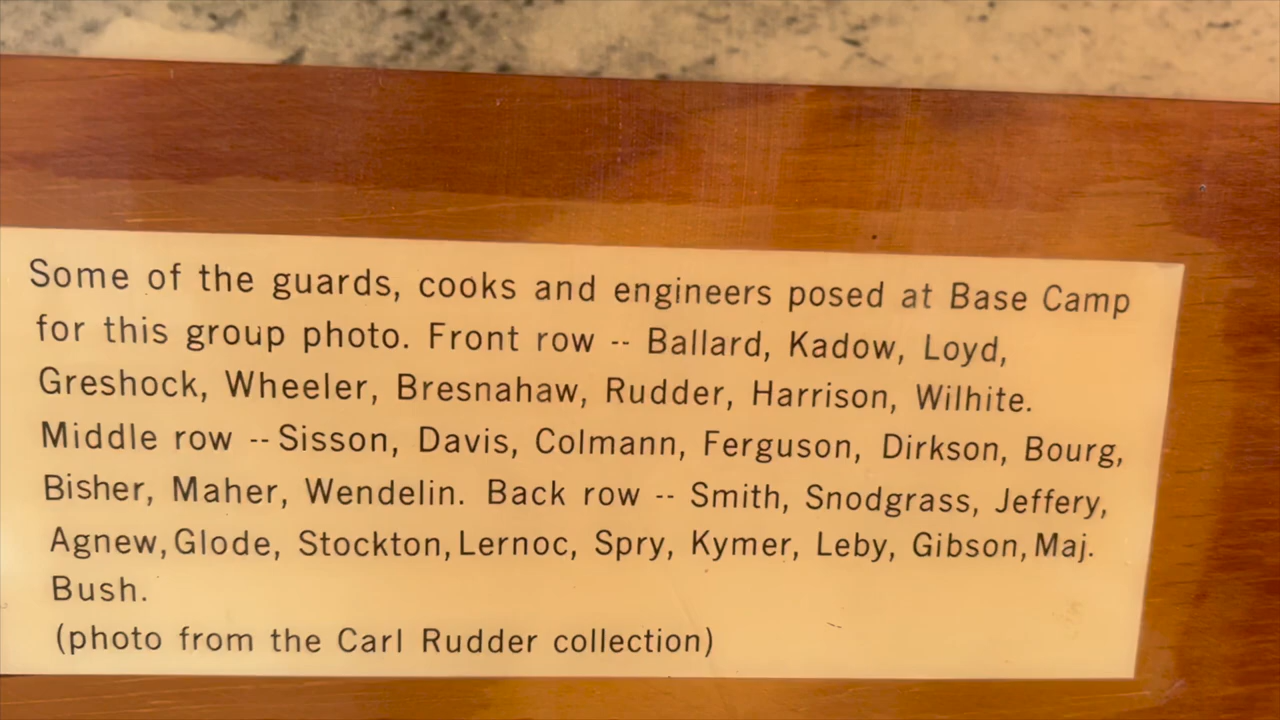 Some of the guards, cooks and engineers posed at Base Camp
for this group photo. Front row -- Ballard, Kadow, Loyd,
Greshock, Wheeler, Bresnahaw, Rudder, Harrison, Wilhite.
Middle row -- Sisson, Davis, Colmann, Ferguson, Dirkson, Bourg,
Bisher, Maher, Wendelin. Back row -- Smith, Snodgrass, Jeffery,
Agnew, Glode, Stockton, Lernoc, Spry, Kymer, Leby, Gibson, Maj.
Bush.
(photo from the Carl Rudder collection)